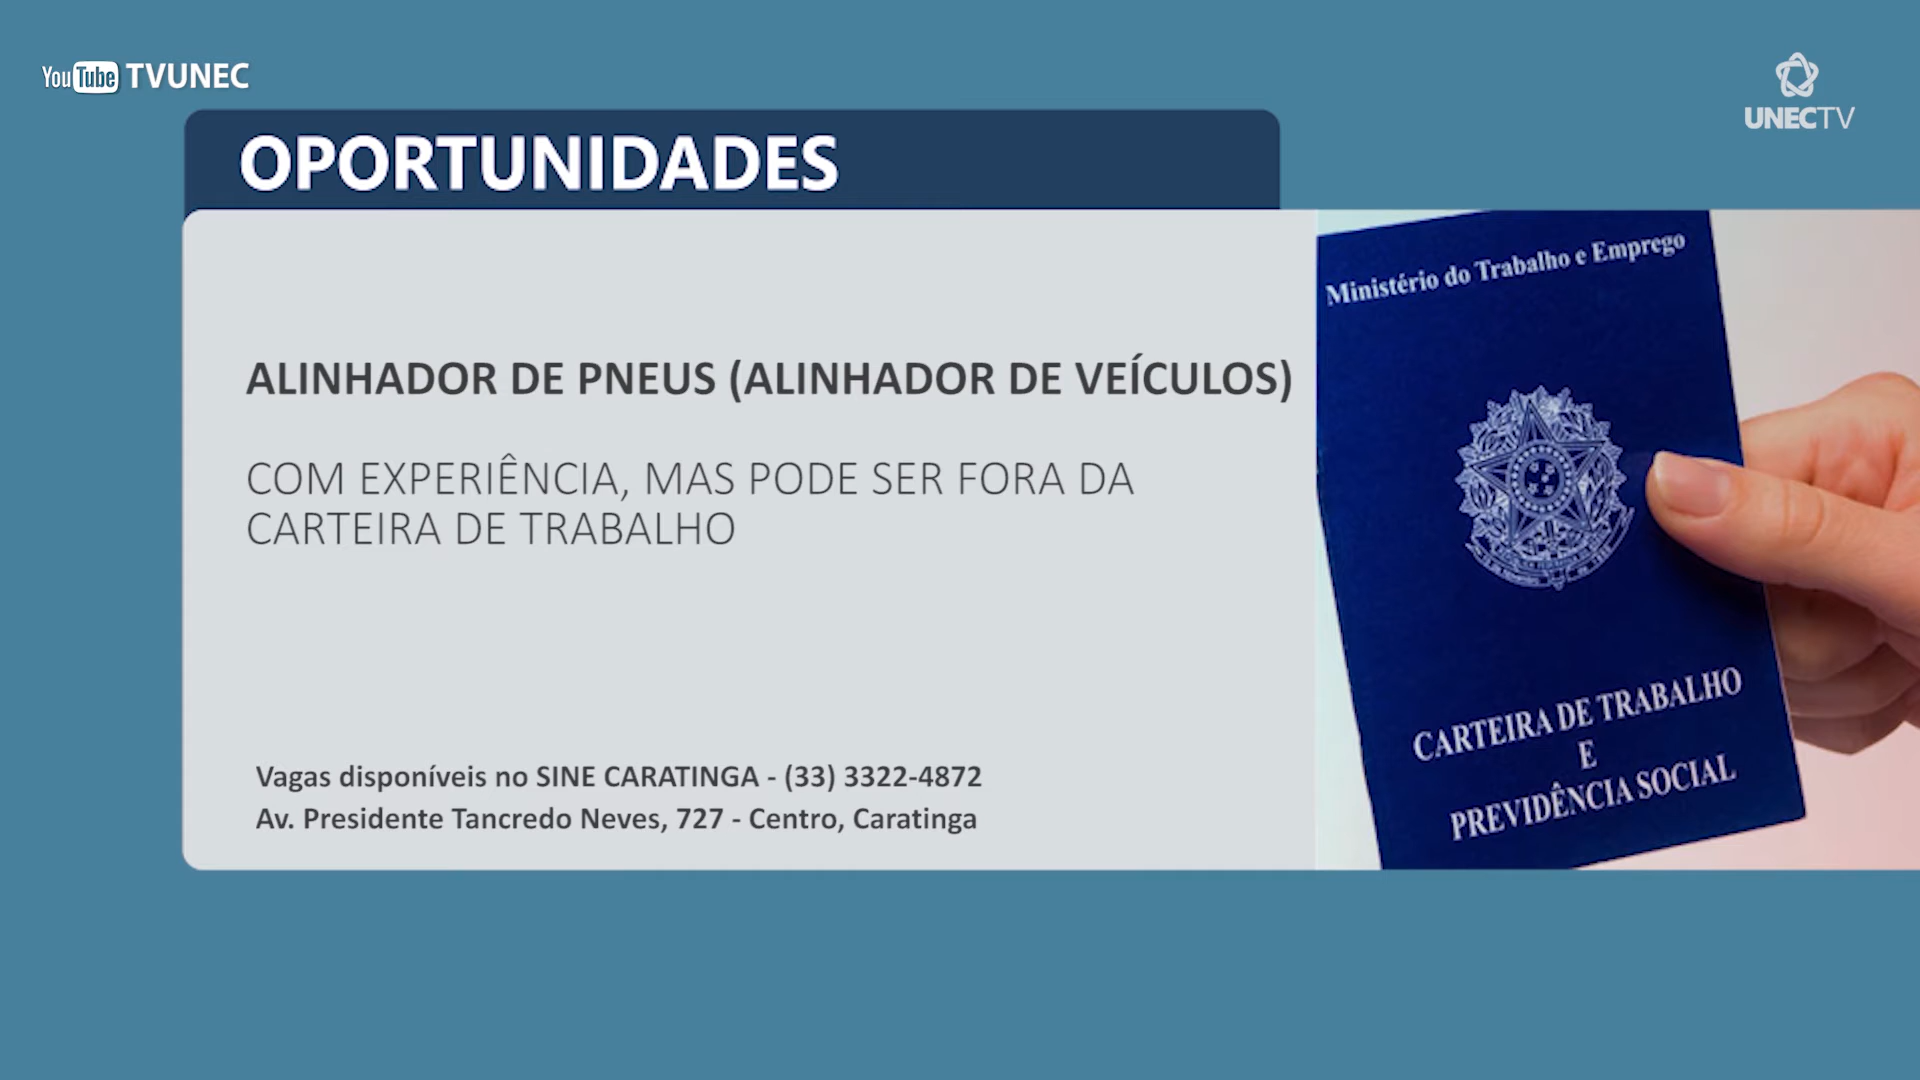 YouTube TVUNEC
UNECTV
OPORTUNIDADES
ALINHADOR DE PNEUS (ALINHADOR DE VEÍCULOS)
COM EXPERIÊNCIA, MAS PODE SER FORA DA
CARTEIRA DE TRABALHO
Vagas disponíveis no SINE CARATINGA - (33) 3322-4872
Av. Presidente Tancredo Neves, 727 - Centro, Caratinga
Ministério do Trabalho e Emprego
CARTEIRA DE TRABALHO
E
PREVIDÊNCIA SOCIAL